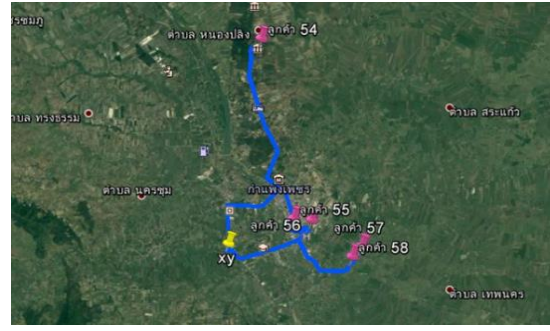 รชมภู
ตำบล หนองปลิง
ลูกค้า 54
าบล ทรงธรรม
ตำบล สระแก้ว
ตำบล นครชุม
กำแพงเพชร
ลูกค้า 55
ลูกค้า 56
ลูกค้า 57
ลูกค้า 58
xy
ตำบล เทพนคร